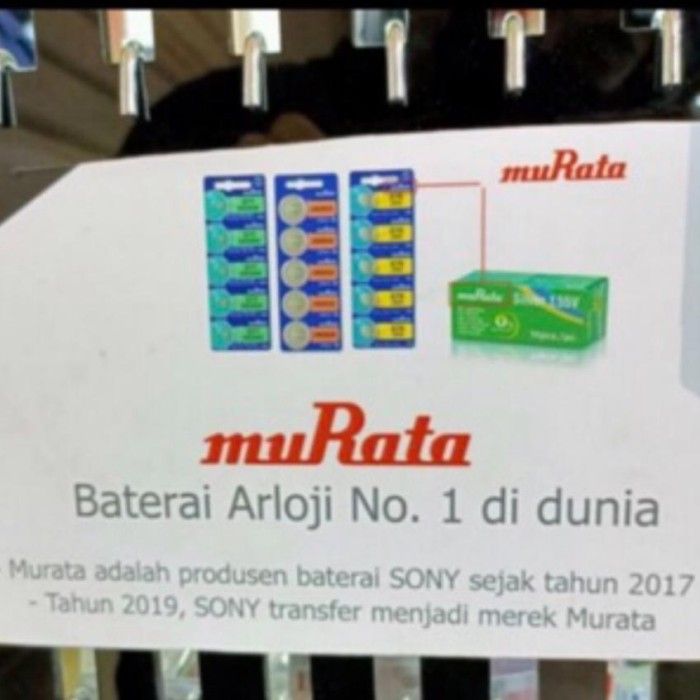 muRata
muRata
muRata
Baterai Arloji No. 1 di dunia
- Murata adalah produsen baterai SONY sejak tahun 2017
- Tahun 2019, SONY transfer menjadi merek Murata